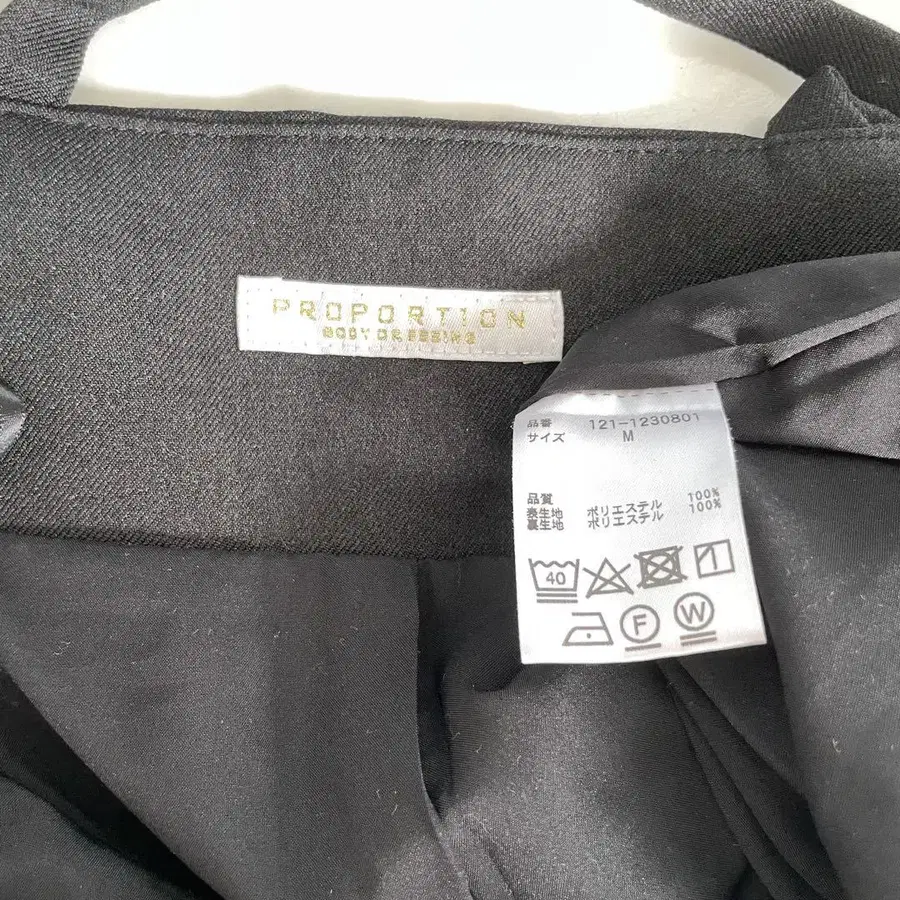 PROPORTION
BODY DRESSING
品番 121-1230801
サイズ M
品質
表生地 ポリエステル 100%
裏生地 ポリエステル 100%
40
F W